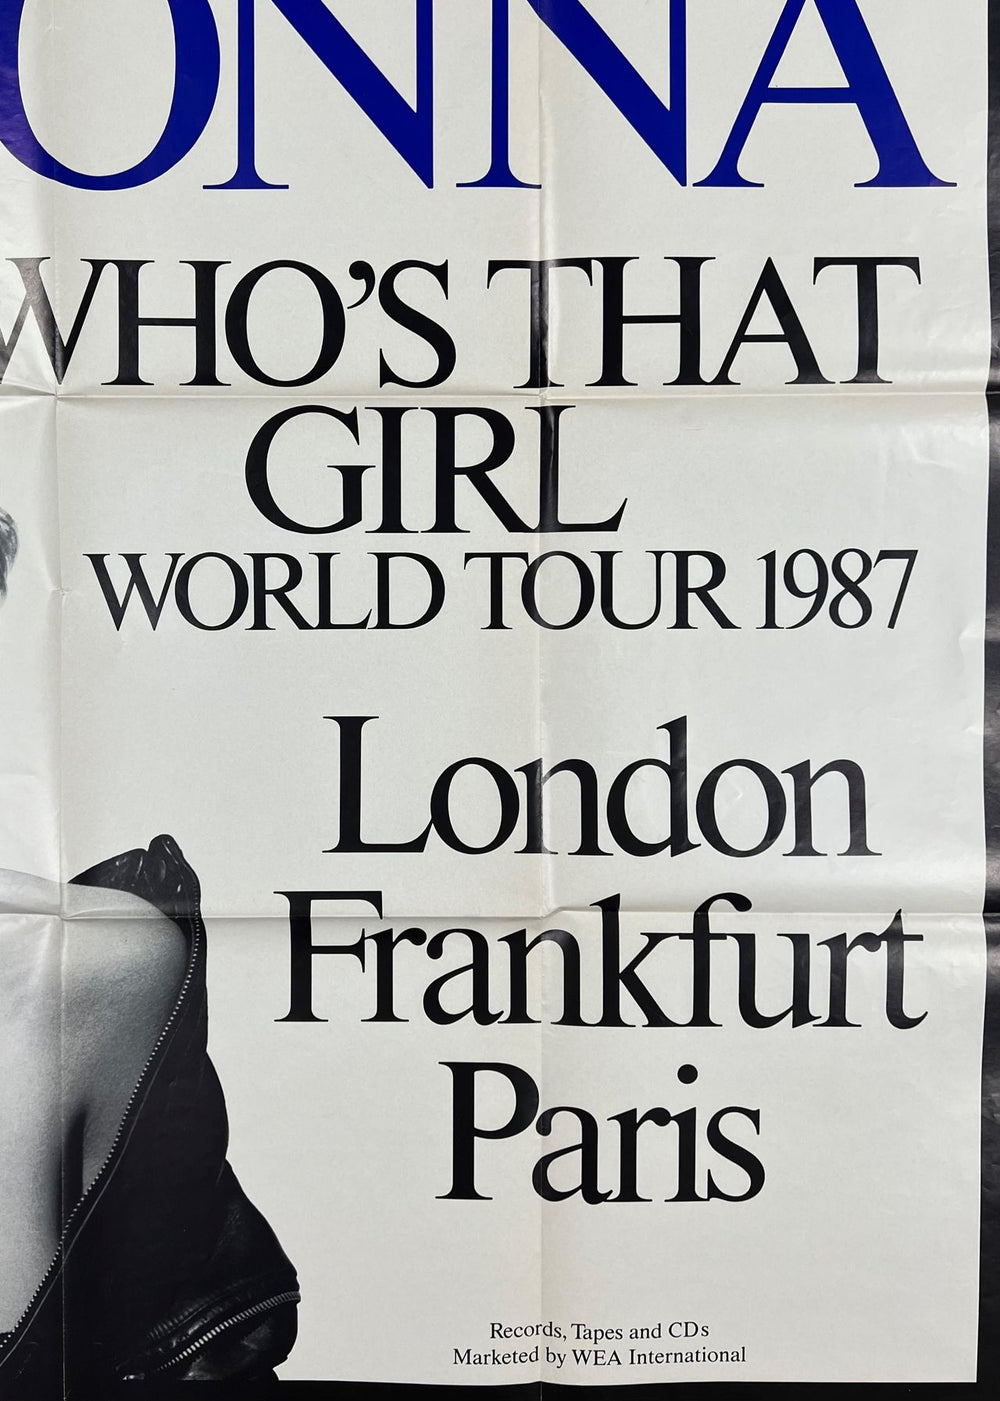 ONNA
WHO'S THAT
GIRL
WORLD TOUR 1987
London
Frankfurt
Paris
Records, Tapes and CDs
Marketed by WEA International